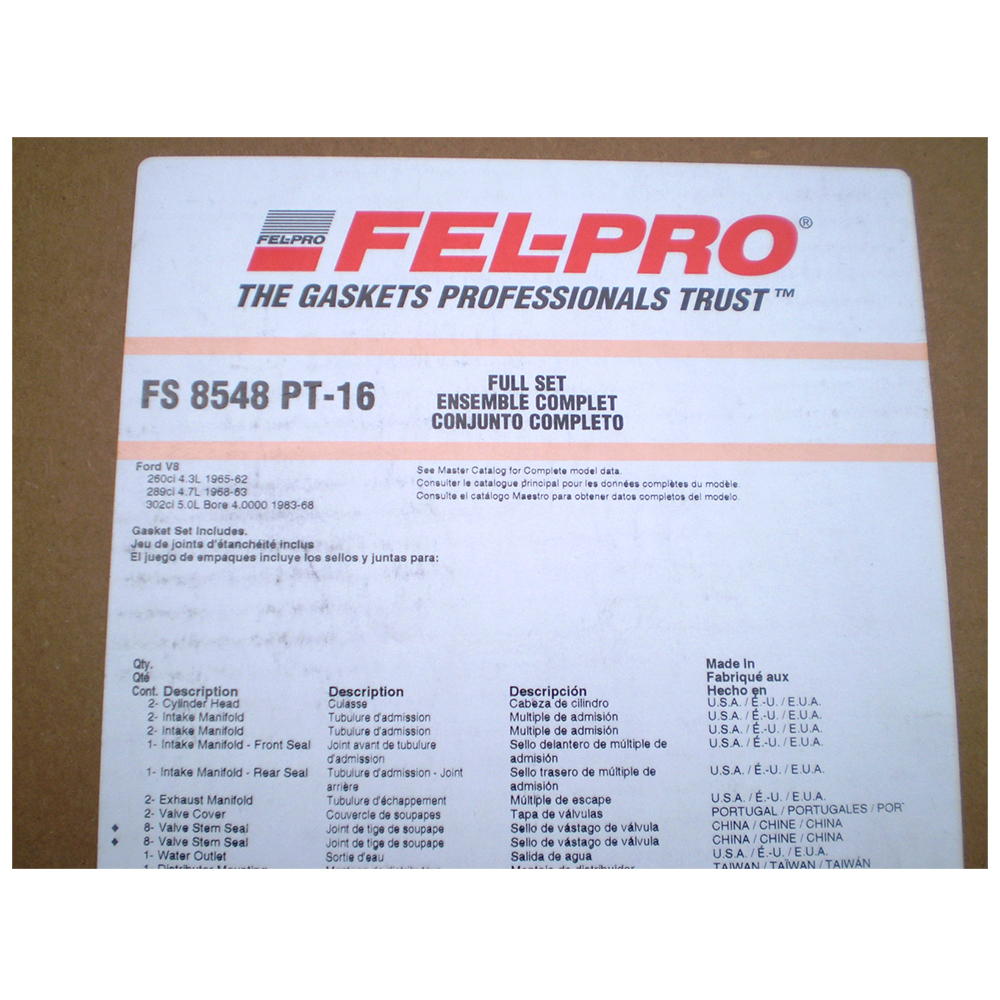 FEL-PRO
FEL-PRO®
THE GASKETS PROFESSIONALS TRUST™
FS 8548 PT-16
FULL SET
ENSEMBLE COMPLET
CONJUNTO COMPLETO
Ford V8
260ci 4.3L 1965-62
289ci 4.7L 1968-63
302ci 5.0L Bore 4.0000 1983-68
See Master Catalog for Complete model data.
Consulter le catalogue principal pour les données complètes du modèle.
Consulte el catálogo Maestro para obtener datos completos del modelo.
Gasket Set Includes.
Jeu de joints d'étanchéité inclus
El juego de empaques incluye los sellos y juntas para:
Qty.
Qté
Cont. Description Description Descripción
Made In
Fabriqué aux
Hecho en
2- Cylinder Head Culasse Cabeza de cilindro U.S.A. / É.-U. / E.U.A.
2- Intake Manifold Tubulure d'admission Multiple de admisión U.S.A. / É.-U. / E.U.A.
2- Intake Manifold Tubulure d'admission Multiple de admisión U.S.A. / É.-U. / E.U.A.
1- Intake Manifold - Front Seal Joint avant de tubulure Sello delantero de múltiple de U.S.A. / É.-U. / E.U.A.
d'admission admisión
1- Intake Manifold - Rear Seal Tubulure d'admission - Joint Sello trasero de múltiple de U.S.A. / É.-U. / E.U.A.
arrière admisión
2- Exhaust Manifold Tubulure d'échappement Múltiple de escape U.S.A. / É.-U. / E.U.A.
2- Valve Cover Couvercle de soupapes Tapa de válvulas PORTUGAL / PORTUGALES / POR
♦ 8- Valve Stem Seal Joint de tige de soupape Sello de vástago de válvula CHINA / CHINE / CHINA
♦ 8- Valve Stem Seal Joint de tige de soupape Sello de vástago de válvula CHINA / CHINE / CHINA
1- Water Outlet Sortie d'eau Salida de agua U.S.A. / É.-U. / E.U.A.
1- Distributor Mounting TAIWAN / TAÏWAN / TAIWÁN